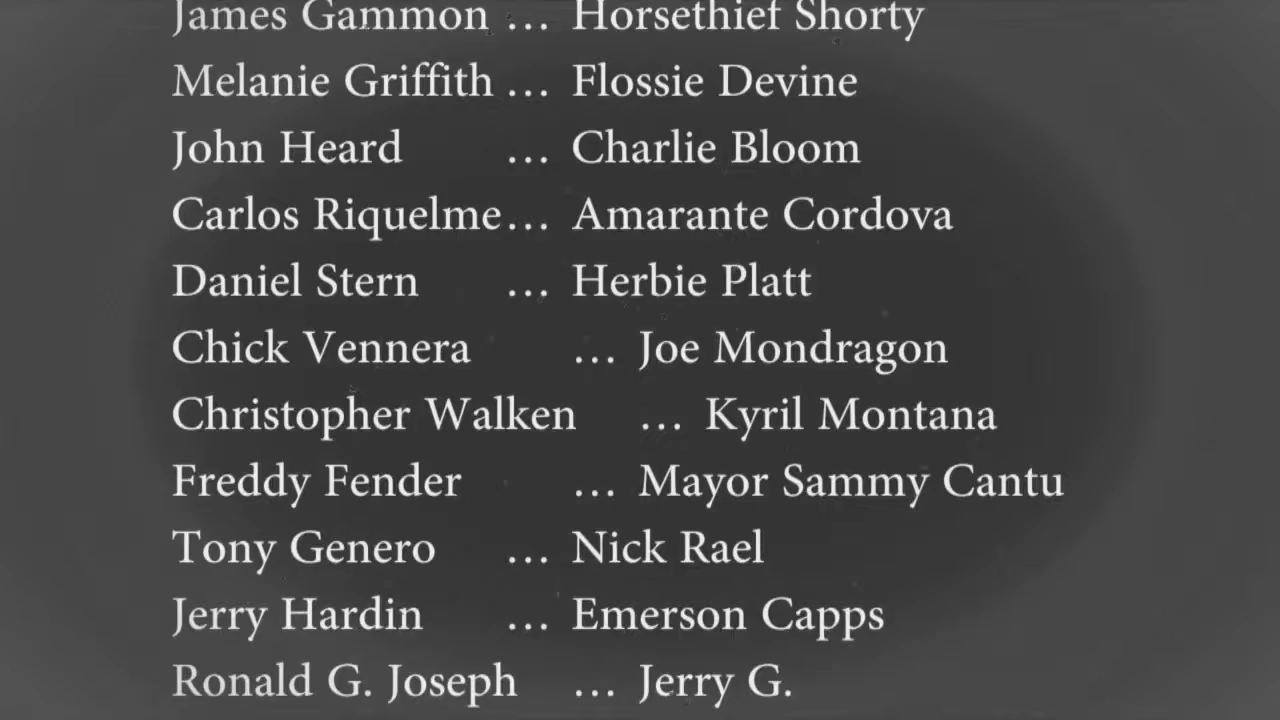 James Gammon ... Horsethief Shorty
Melanie Griffith ... Flossie Devine
John Heard ... Charlie Bloom
Carlos Riquelme ... Amarante Cordova
Daniel Stern ... Herbie Platt
Chick Vennera ... Joe Mondragon
Christopher Walken ... Kyril Montana
Freddy Fender ... Mayor Sammy Cantu
Tony Genero ... Nick Rael
Jerry Hardin ... Emerson Capps
Ronald G. Joseph ... Jerry G.